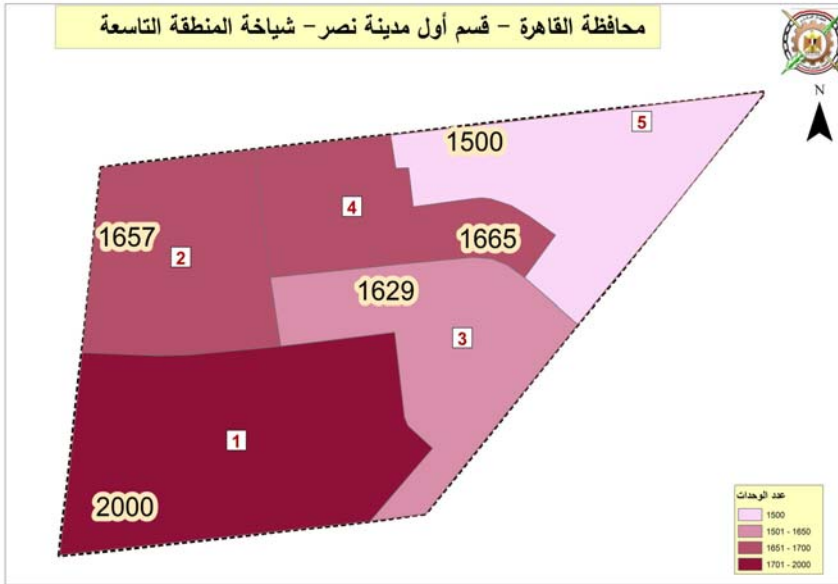 محافظة القاهرة - قسم أول مدينة نصر - شياخة المنطقة التاسعة
N
5
1500
4
1657
1665
2
1629
3
1
2000
عدد الوحدات
1500
1501 - 1650
1651 - 1700
1701 - 2000